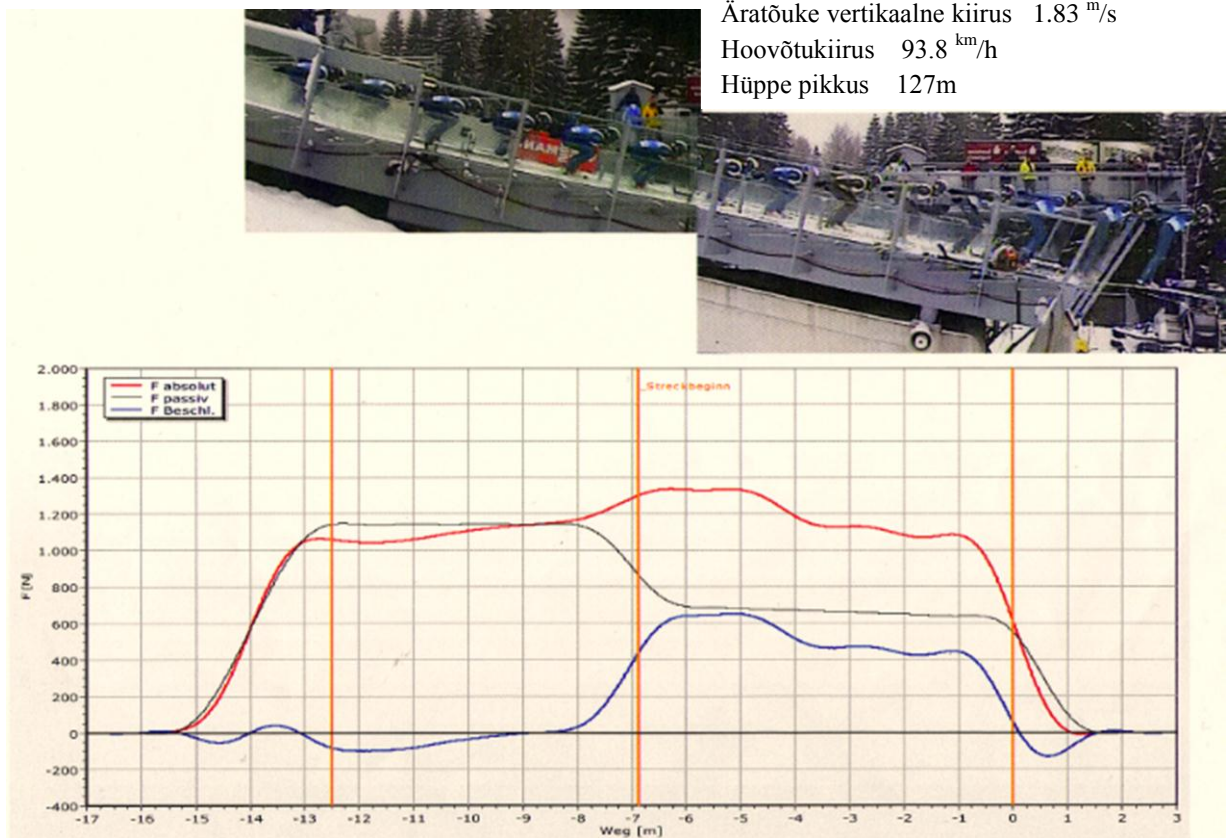 Äratõuke vertikaalne kiirus 1.83 m/s
Hoovõtukiirus 93.8 km/h
Hüppe pikkus 127m
F absolut
F passiv
F Beschl.
_Streckbeginn
F [N]
2.000
1.800
1.600
1.400
1.200
1.000
800
600
400
200
0
-200
-400
-17 -16 -15 -14 -13 -12 -11 -10 -9 -8 -7 -6 -5 -4 -3 -2 -1 0 1 2 3
Weg [m]